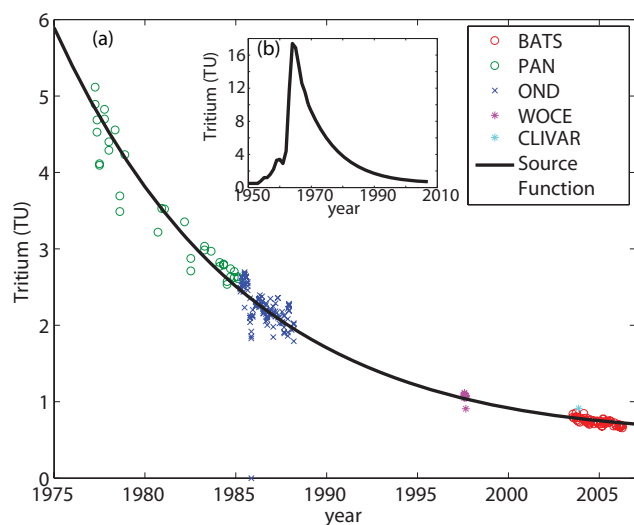 (a)
(b)
Tritium (TU)
16
12
8
4
0
1950
1970
1990
2010
year
BATS
PAN
OND
WOCE
CLIVAR
Source
Function
Tritium (TU)
6
5
4
3
2
1
0
1975
1980
1985
1990
1995
2000
2005
year